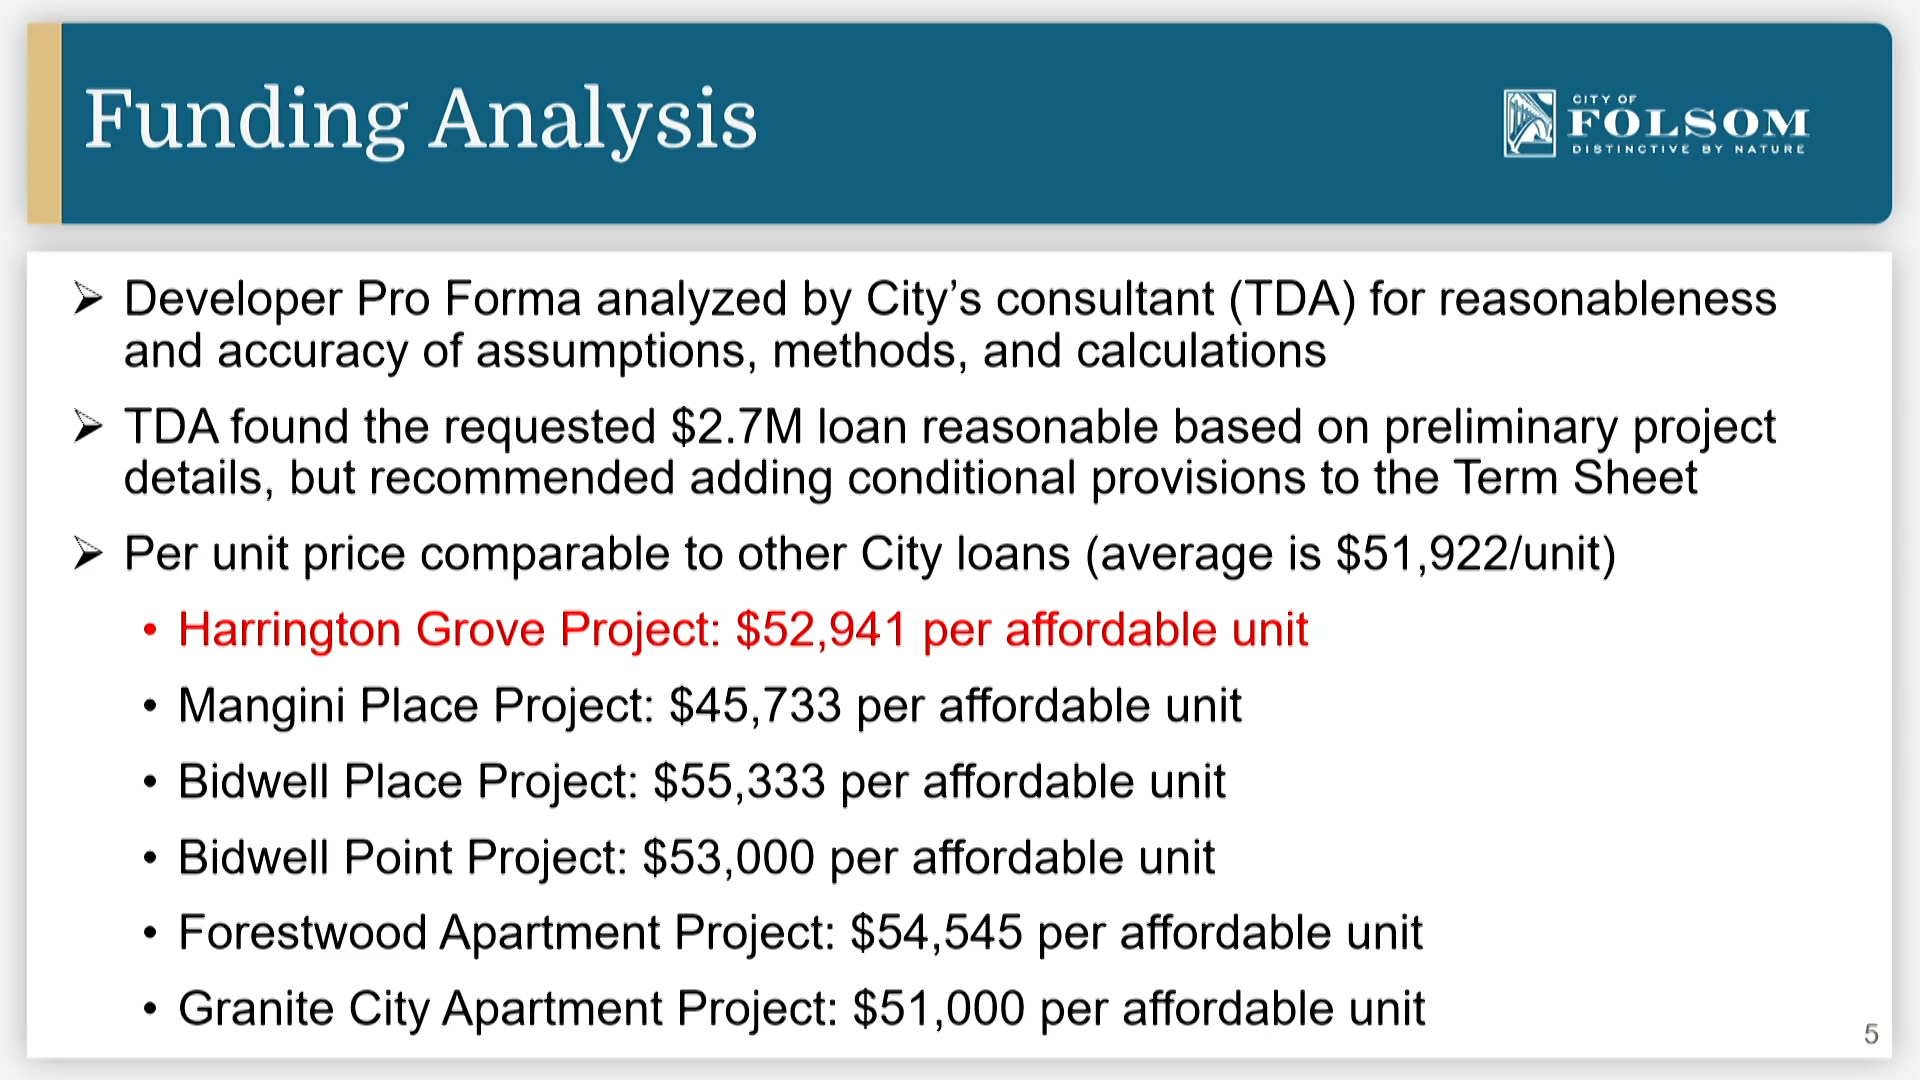 Funding Analysis
CITY OF
FOLSOM
DISTINCTIVE BY NATURE
➢ Developer Pro Forma analyzed by City’s consultant (TDA) for reasonableness
and accuracy of assumptions, methods, and calculations
➢ TDA found the requested $2.7M loan reasonable based on preliminary project
details, but recommended adding conditional provisions to the Term Sheet
➢ Per unit price comparable to other City loans (average is $51,922/unit)
• Harrington Grove Project: $52,941 per affordable unit
• Mangini Place Project: $45,733 per affordable unit
• Bidwell Place Project: $55,333 per affordable unit
• Bidwell Point Project: $53,000 per affordable unit
• Forestwood Apartment Project: $54,545 per affordable unit
• Granite City Apartment Project: $51,000 per affordable unit
5